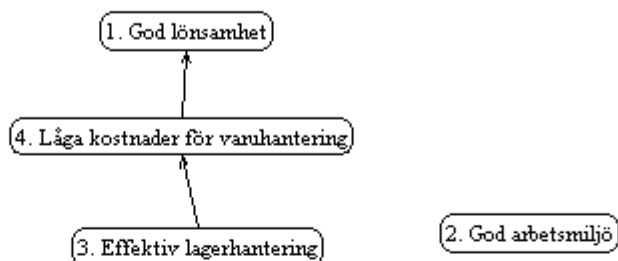 1. God lönsamhet
4. Låga kostnader för varuhantering
3. Effektiv lagerhantering
2. God arbetsmiljö